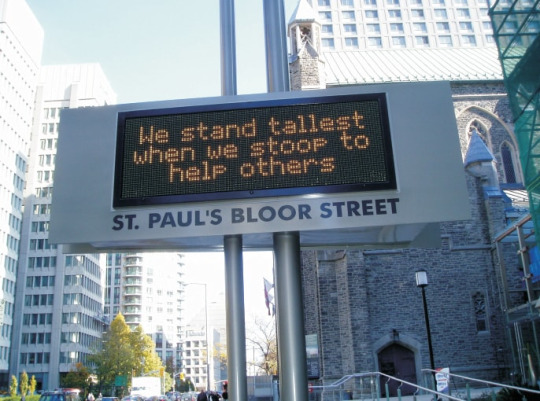 We stand tallest
when we stoop to
help others
ST. PAUL'S BLOOR STREET